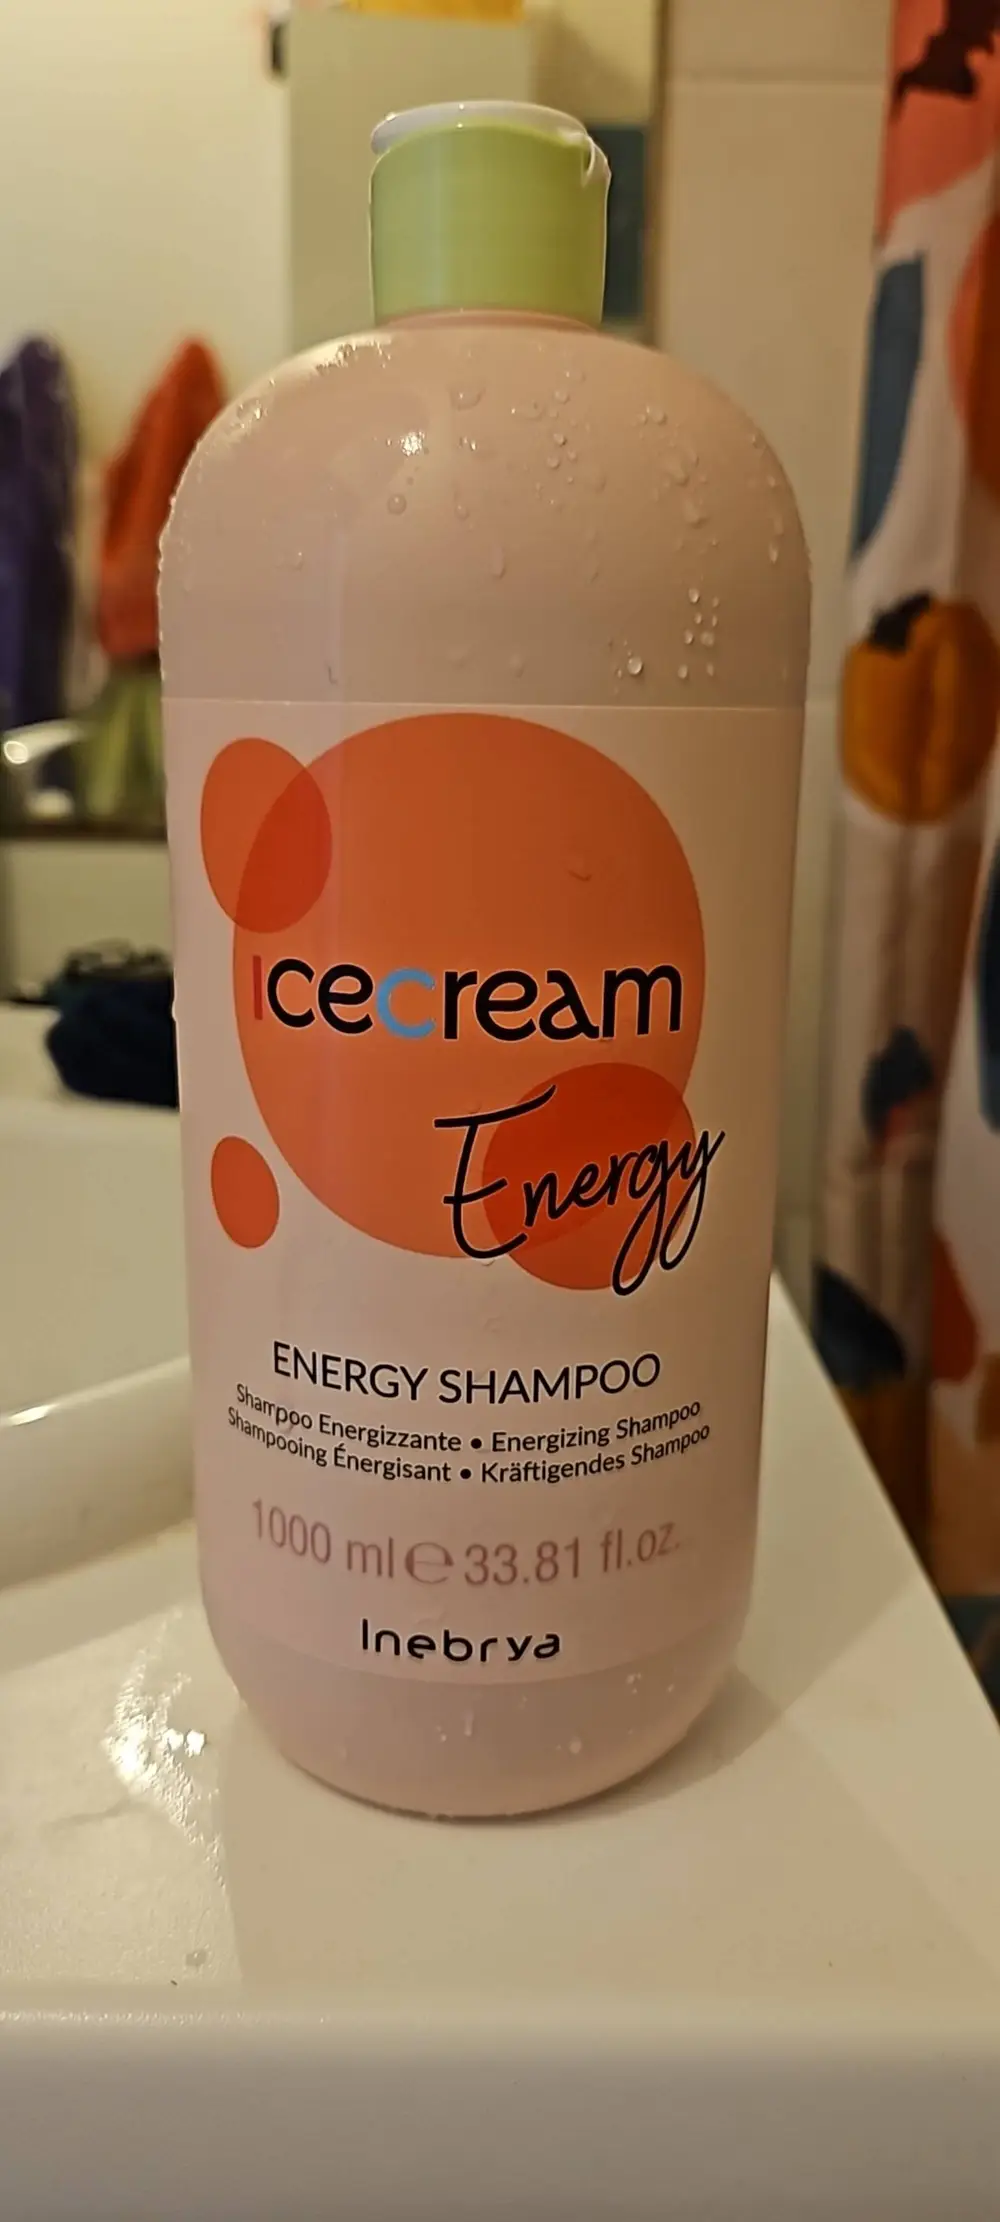 Icecream
Energy
ENERGY SHAMPOO
Shampoo Energizzante • Energizing Shampoo
Shampooing Énergisant • Kräftigendes Shampoo
1000 ml ℮ 33.81 fl.oz.
Inebrya